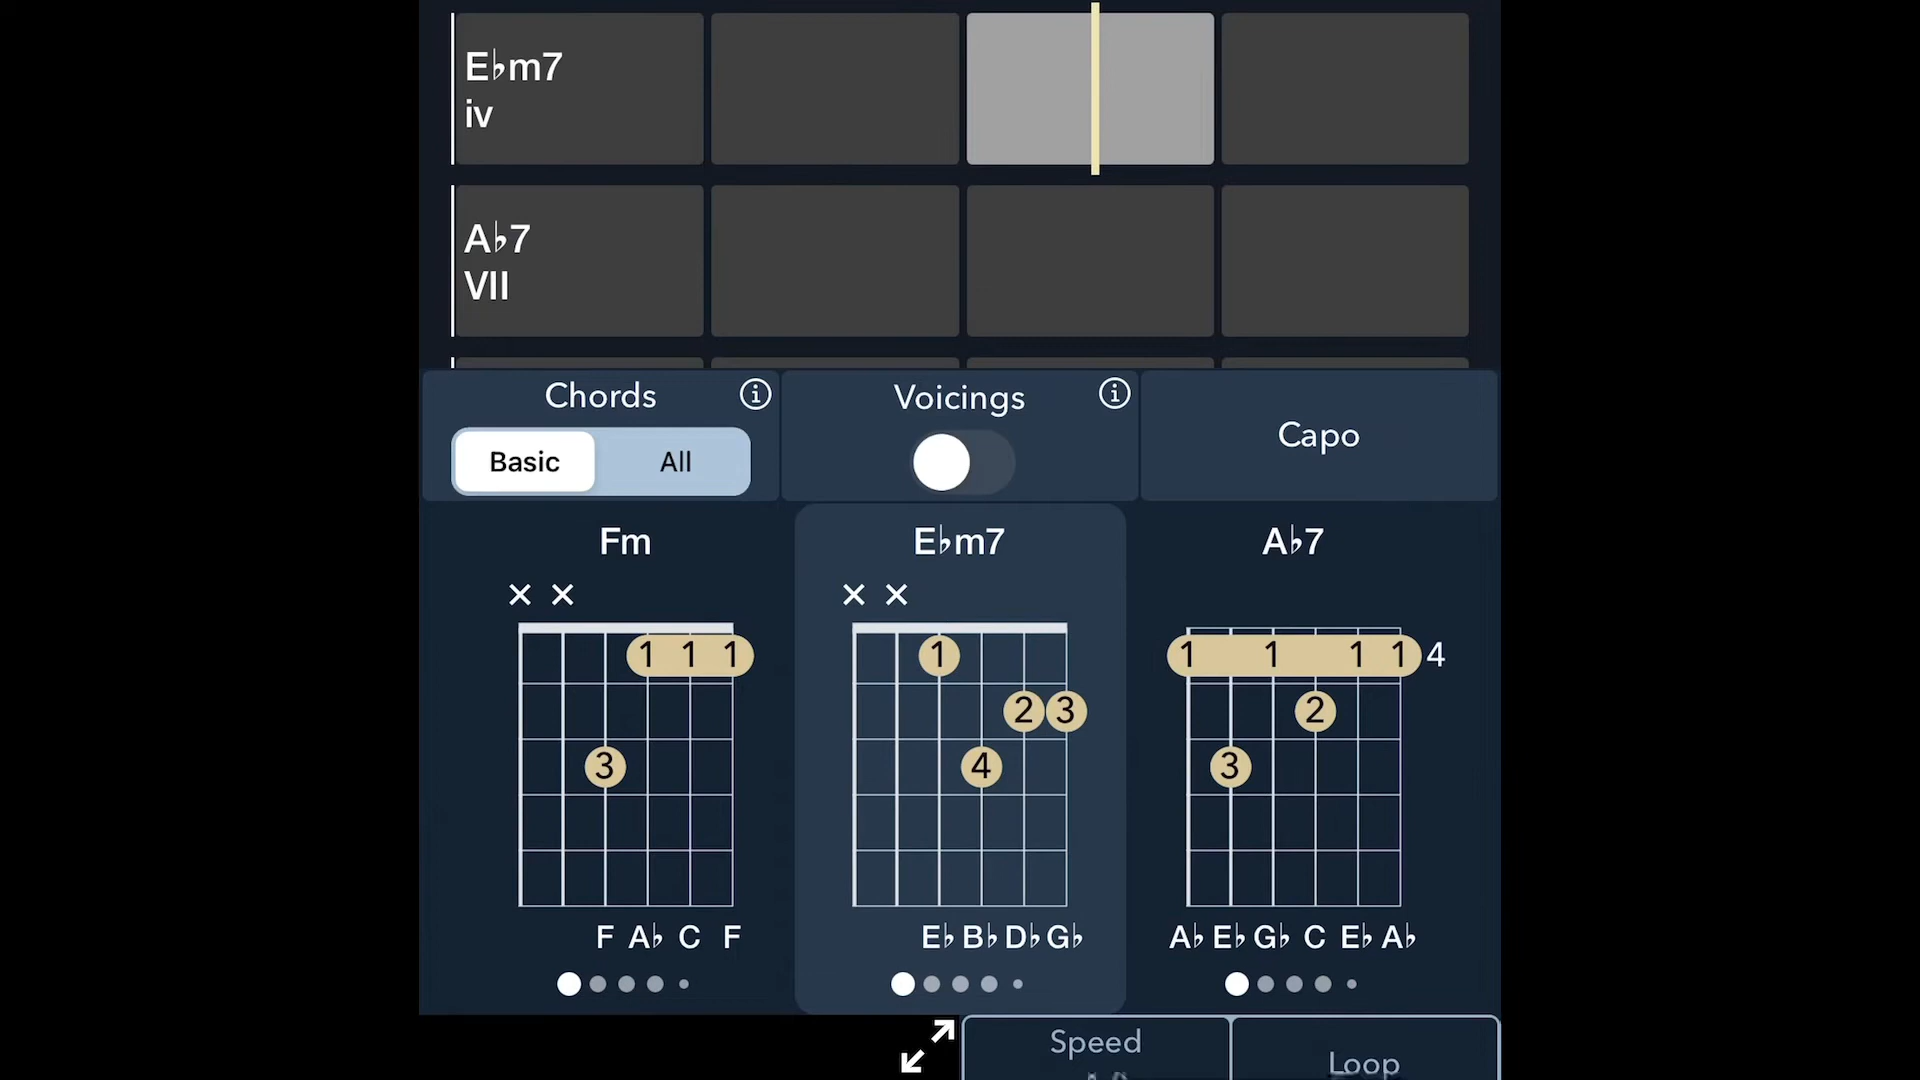 E♭m7
iv
A♭7
VII
Chords
Voicings
Capo
Basic All
Fm
E♭m7
A♭7
1 1 1
3
1
2 3
4
1 1 1 1 4
2
3
F A♭ C F
E♭ B♭ D♭ G♭
A♭ E♭ G♭ C E♭ A♭
Speed
Loop